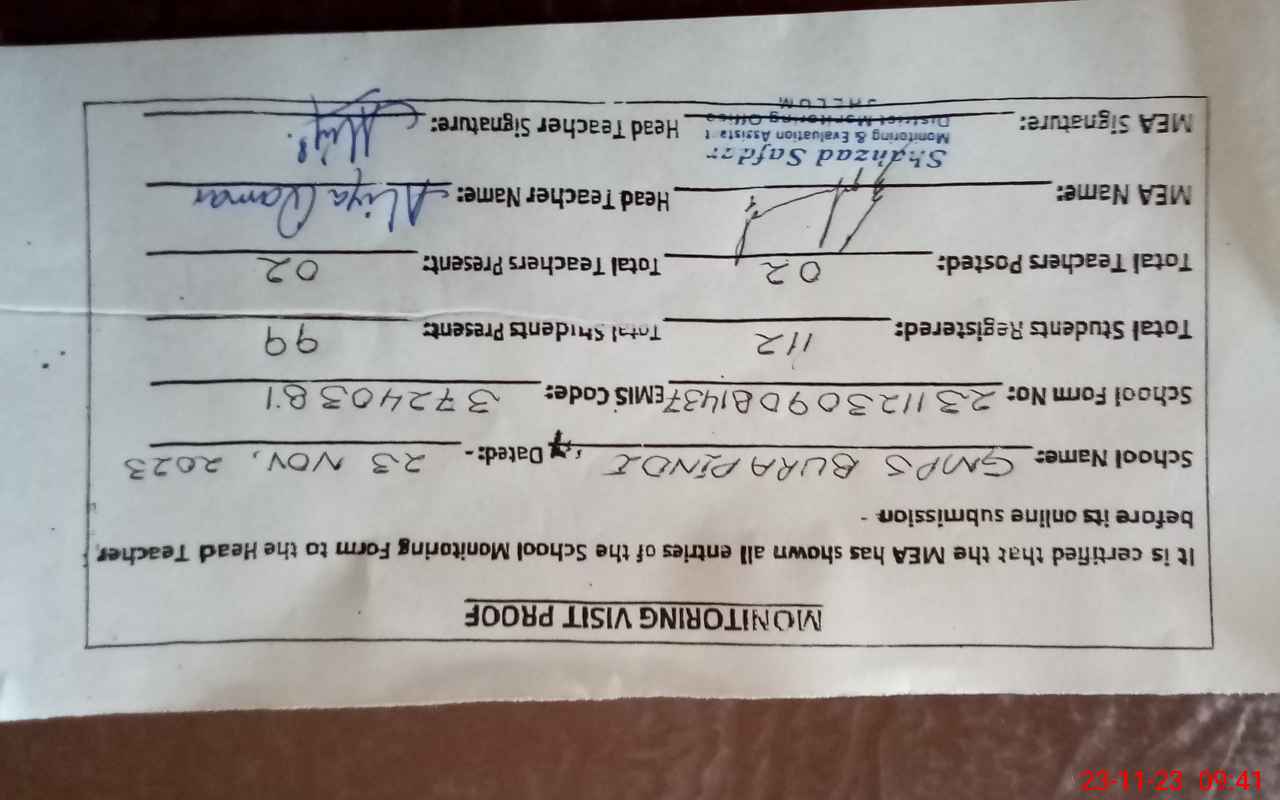 MONITORING VISIT PROOF
It is certified that the MEA has shown all entries of the School Monitoring Form to the Head Teacher,
before its online submission -
School Name: GMPS BURA PINDI Dated: - 23 NOV, 2023
School Form No: 23112309081437 EMIS Code: 37240381
Total Students Registered: 112 Total Students Present: 99
Total Teachers Posted: 02 Total Teachers Present: 02
MEA Name: Head Teacher Name: Aliya Qamar
Shahzad Safdar
Monitoring & Evaluation Assistant
MEA Signature: District Monitoring Office Head Teacher Signature:
JHELUM
23-11-23 09:41